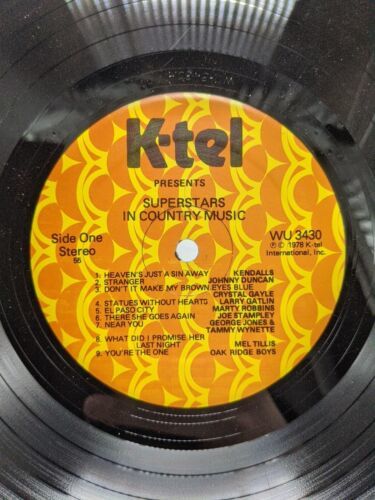 K-tel
PRESENTS
SUPERSTARS
IN COUNTRY MUSIC
Side One
Stereo
WU 3430
℗ © 1978 K-tel
International, Inc.
1. HEAVEN'S JUST A SIN AWAY KENDALLS
2. STRANGER JOHNNY DUNCAN
3. DON'T IT MAKE MY BROWN EYES BLUE
CRYSTAL GAYLE
4. STATUES WITHOUT HEARTS LARRY GATLIN
5. EL PASO CITY MARTY ROBBINS
6. THERE SHE GOES AGAIN JOE STAMPLEY
7. NEAR YOU GEORGE JONES &
TAMMY WYNETTE
8. WHAT DID I PROMISE HER
LAST NIGHT MEL TILLIS
9. YOU'RE THE ONE OAK RIDGE BOYS